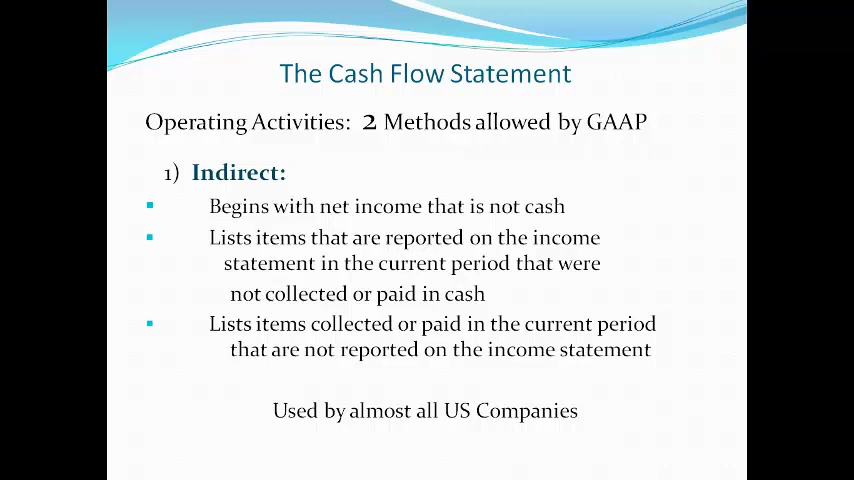 The Cash Flow Statement
Operating Activities: 2 Methods allowed by GAAP
1) Indirect:
Begins with net income that is not cash
Lists items that are reported on the income
statement in the current period that were
not collected or paid in cash
Lists items collected or paid in the current period
that are not reported on the income statement
Used by almost all US Companies